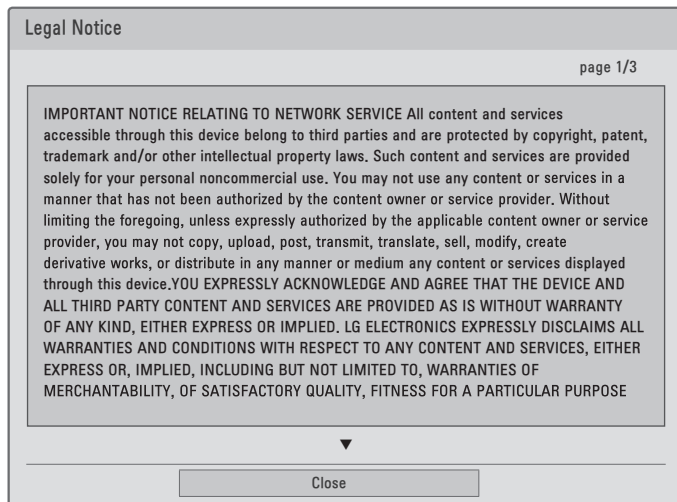 Legal Notice
page 1/3
IMPORTANT NOTICE RELATING TO NETWORK SERVICE All content and services
accessible through this device belong to third parties and are protected by copyright, patent,
trademark and/or other intellectual property laws. Such content and services are provided
solely for your personal noncommercial use. You may not use any content or services in a
manner that has not been authorized by the content owner or service provider. Without
limiting the foregoing, unless expressly authorized by the applicable content owner or service
provider, you may not copy, upload, post, transmit, translate, sell, modify, create
derivative works, or distribute in any manner or medium any content or services displayed
through this device.YOU EXPRESSLY ACKNOWLEDGE AND AGREE THAT THE DEVICE AND
ALL THIRD PARTY CONTENT AND SERVICES ARE PROVIDED AS IS WITHOUT WARRANTY
OF ANY KIND, EITHER EXPRESS OR IMPLIED. LG ELECTRONICS EXPRESSLY DISCLAIMS ALL
WARRANTIES AND CONDITIONS WITH RESPECT TO ANY CONTENT AND SERVICES, EITHER
EXPRESS OR, IMPLIED, INCLUDING BUT NOT LIMITED TO, WARRANTIES OF
MERCHANTABILITY, OF SATISFACTORY QUALITY, FITNESS FOR A PARTICULAR PURPOSE
▼
Close